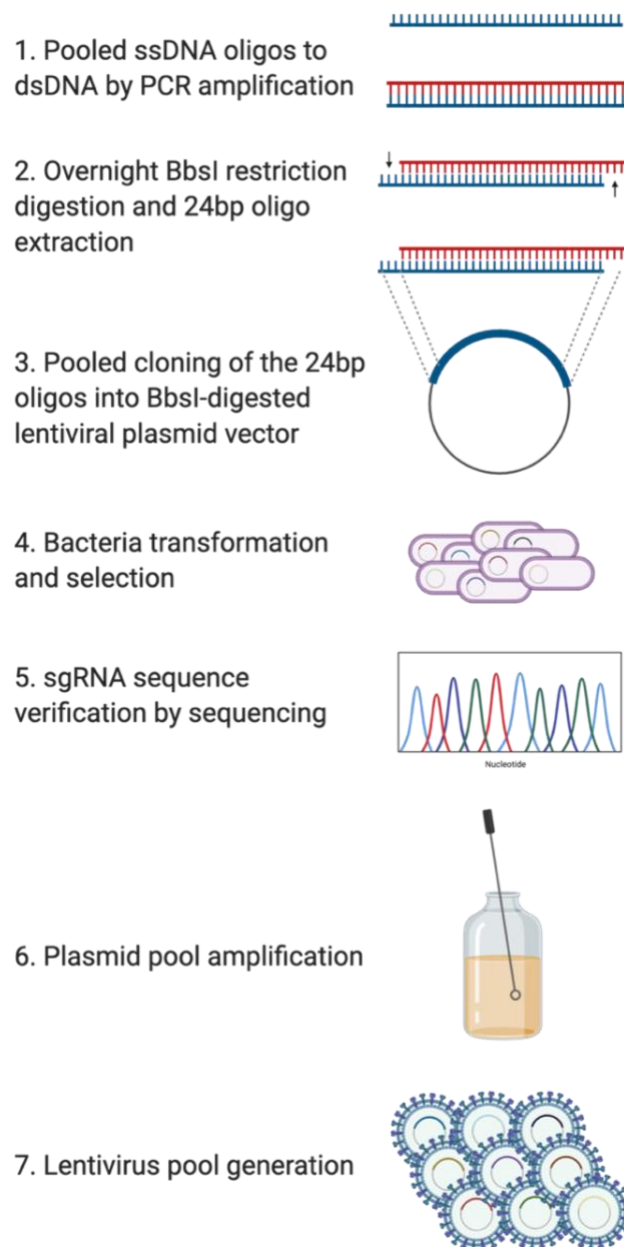 1. Pooled ssDNA oligos to
dsDNA by PCR amplification
2. Overnight BbsI restriction
digestion and 24bp oligo
extraction
3. Pooled cloning of the 24bp
oligos into BbsI-digested
lentiviral plasmid vector
4. Bacteria transformation
and selection
5. sgRNA sequence
verification by sequencing
Nucleotide
6. Plasmid pool amplification
7. Lentivirus pool generation